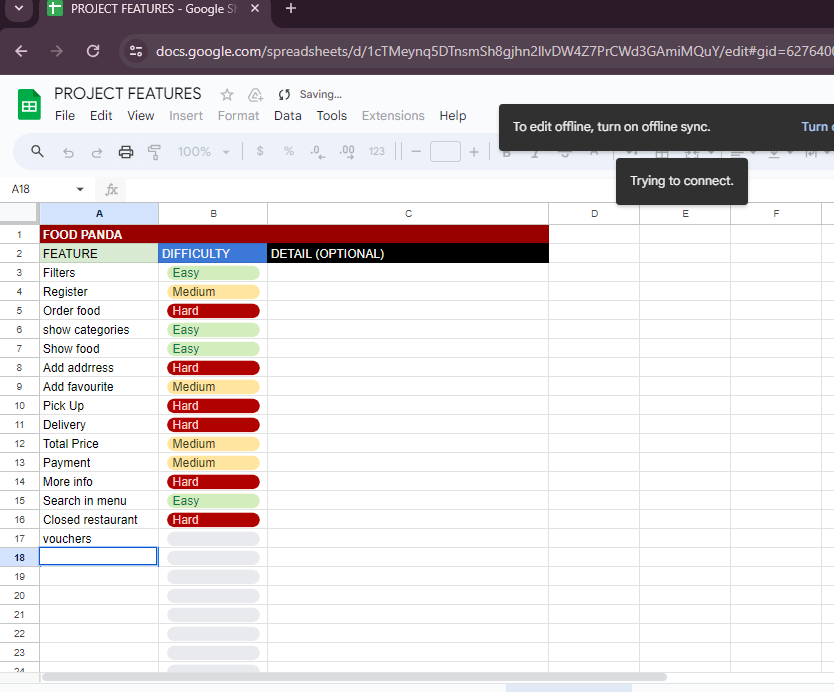 PROJECT FEATURES - Google S
docs.google.com/spreadsheets/d/1cTMeynq5DTnsmSh8gjhn2IlvDW4Z7PrCWd3GAmiMQuY/edit#gid=627640
PROJECT FEATURES Saving...
File Edit View Insert Format Data Tools Extensions Help
To edit offline, turn on offline sync. Turn
100% $ % .0 .00 123
Trying to connect.
A18 fx
A B C D E F
1 FOOD PANDA
2 FEATURE DIFFICULTY DETAIL (OPTIONAL)
3 Filters Easy
4 Register Medium
5 Order food Hard
6 show categories Easy
7 Show food Easy
8 Add addrress Hard
9 Add favourite Medium
10 Pick Up Hard
11 Delivery Hard
12 Total Price Medium
13 Payment Medium
14 More info Hard
15 Search in menu Easy
16 Closed restaurant Hard
17 vouchers
18
19
20
21
22
23
24